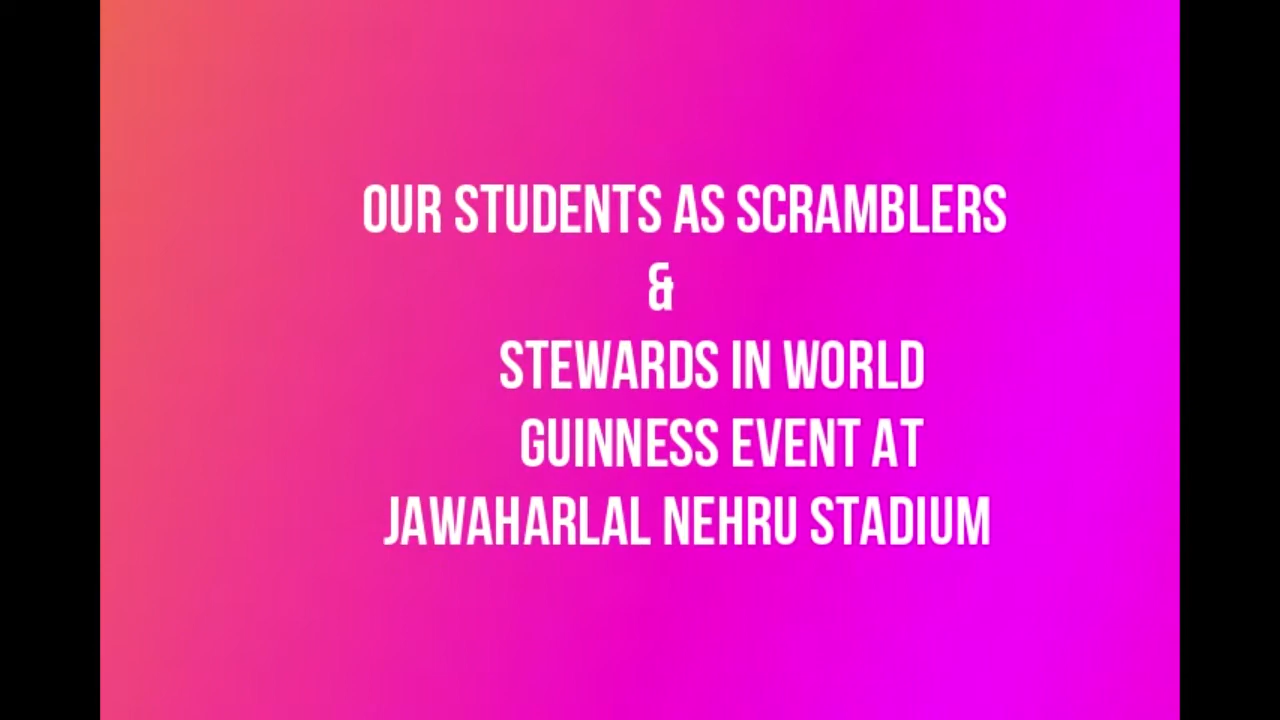 OUR STUDENTS AS SCRAMBLERS
&
STEWARDS IN WORLD
GUINNESS EVENT AT
JAWAHARLAL NEHRU STADIUM